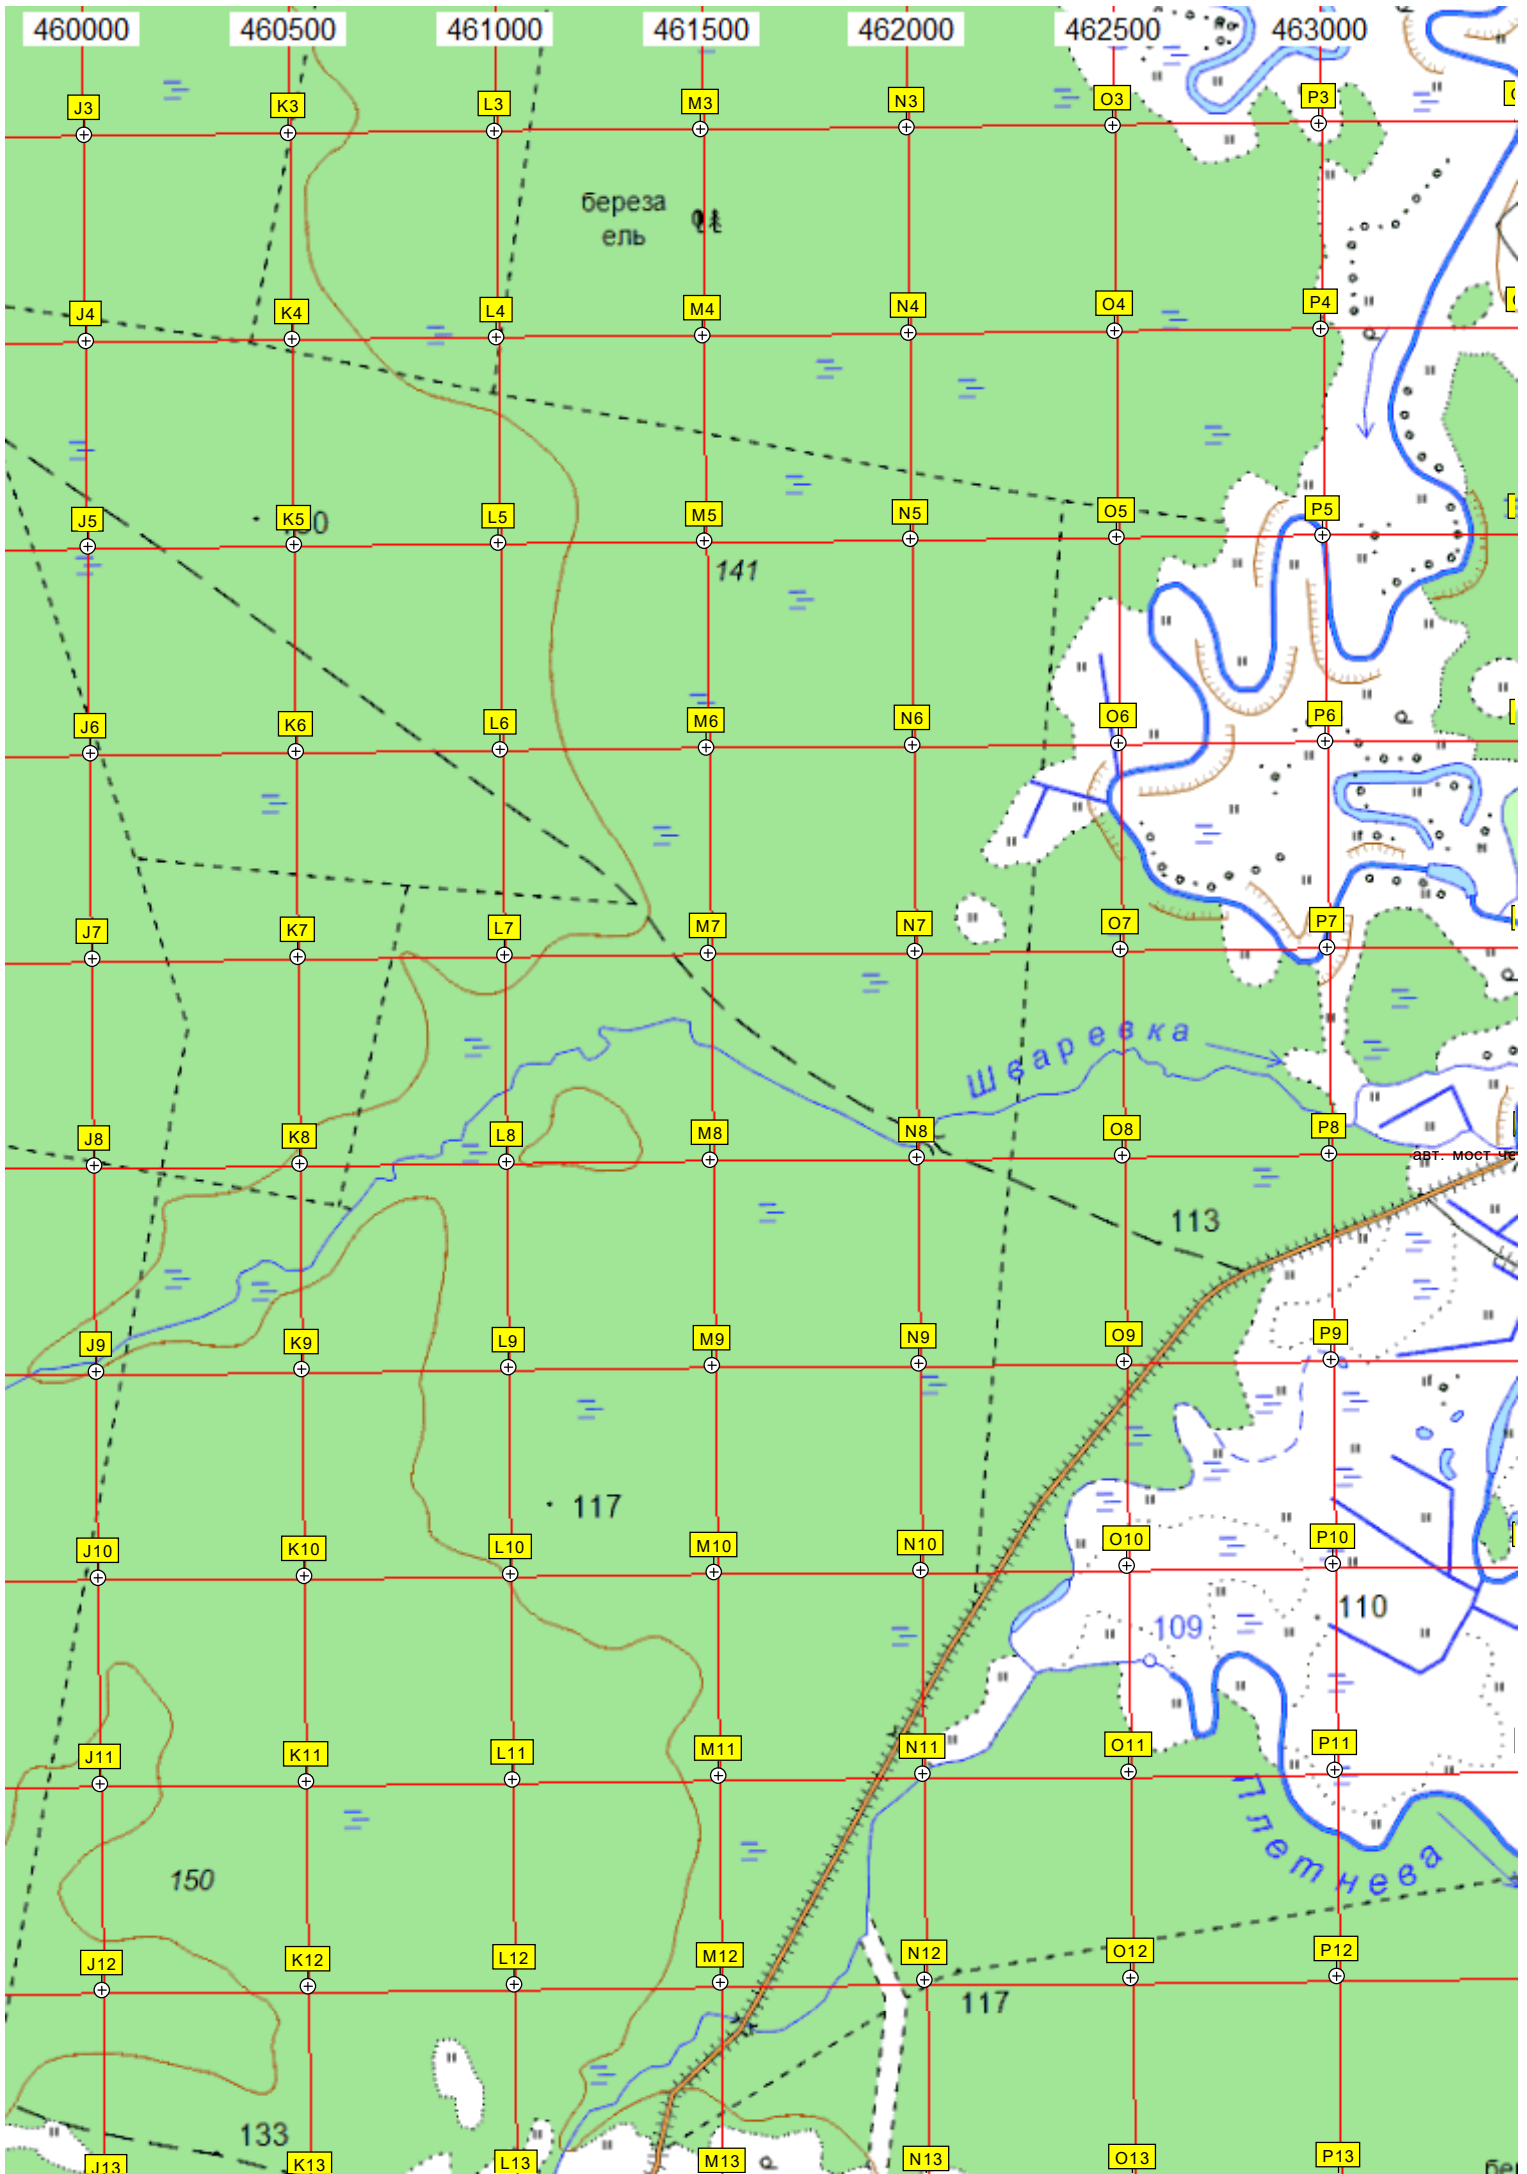 460000 460500 461000 461500 462000 462500 463000
J3 K3 L3 M3 N3 O3 P3
береза
ель
J4 K4 L4 M4 N4 O4 P4
J5 K5 L5 M5 N5 O5 P5
141
J6 K6 L6 M6 N6 O6 P6
J7 K7 L7 M7 N7 O7 P7
Шваревка
J8 K8 L8 M8 N8 O8 P8
авт. мост
113
J9 K9 L9 M9 N9 O9 P9
117
J10 K10 L10 M10 N10 O10 P10
110
109
J11 K11 L11 M11 N11 O11 P11
Плетнева
150
J12 K12 L12 M12 N12 O12 P12
117
133
J13 K13 L13 M13 N13 O13 P13